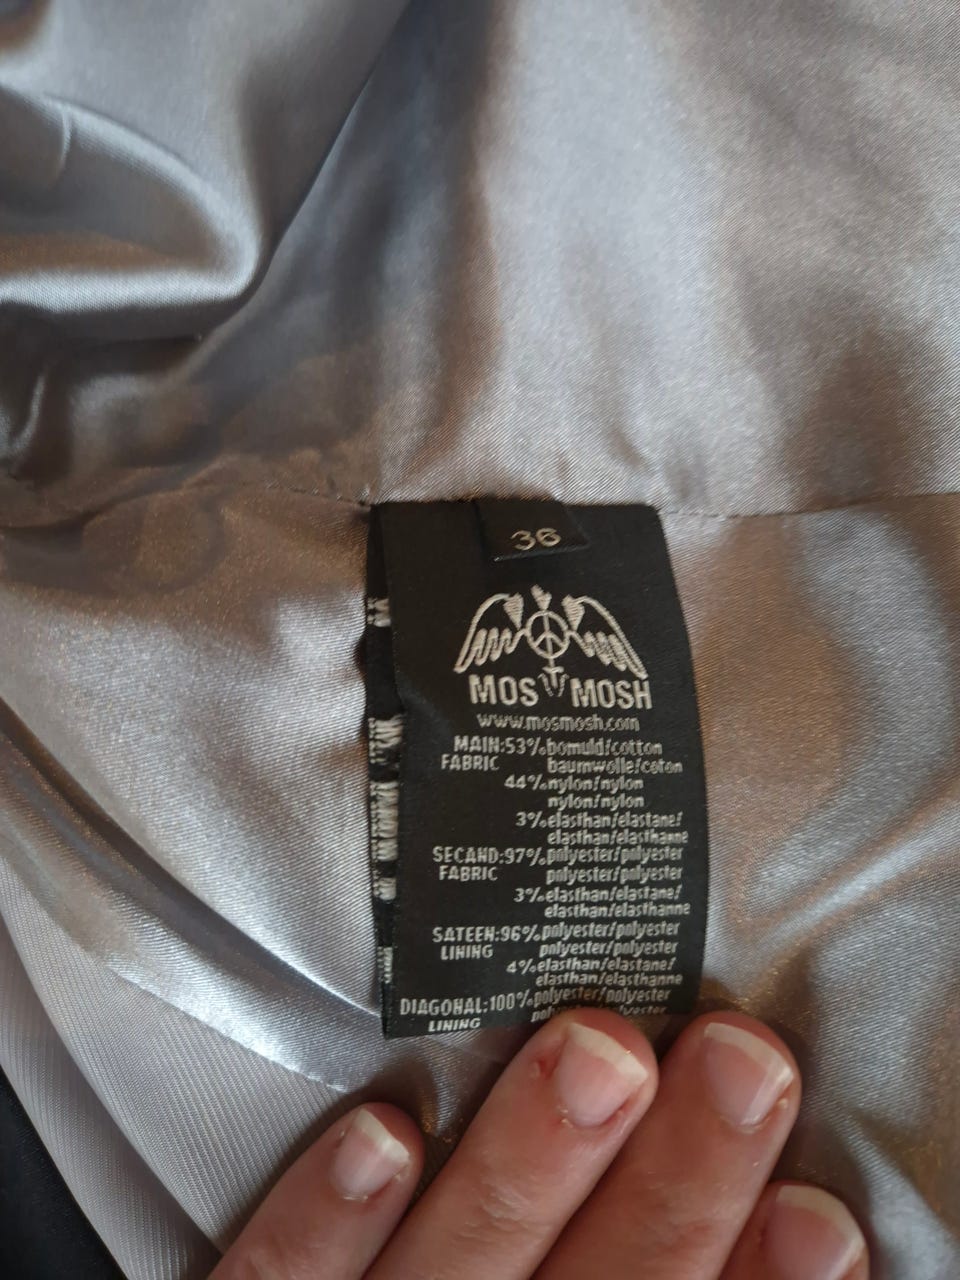 36
MOS MOSH
www.mosmosh.com
MAIN:53%bomuld/cotton
FABRIC baumwolle/coton
44%nylon/nylon
nylon/nylon
3%elasthan/elastane/
elasthan/elasthanne
SECAND:97%polyester/polyester
FABRIC polyester/polyester
3%elasthan/elastane/
elasthan/elasthanne
SATEEN:96%polyester/polyester
LINING polyester/polyester
4%elasthan/elastane/
elasthan/elasthanne
DIAGONAL:100%polyester/polyester
LINING